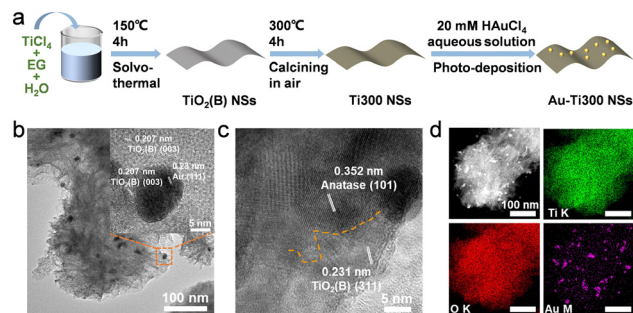 a
TiCl4
+
EG
+
H2O
150℃
4h
Solvo-
thermal
TiO2(B) NSs
300℃
4h
Calcining
in air
Ti300 NSs
20 mM HAuCl4
aqueous solution
Photo-deposition
Au-Ti300 NSs
b
0.207 nm
TiO2(B) (003)
0.207 nm
TiO2(B) (003)
0.23 nm
Au (111)
5 nm
100 nm
c
0.352 nm
Anatase (101)
0.231 nm
TiO2(B) (311)
5 nm
d
100 nm
Ti K
O K
Au M